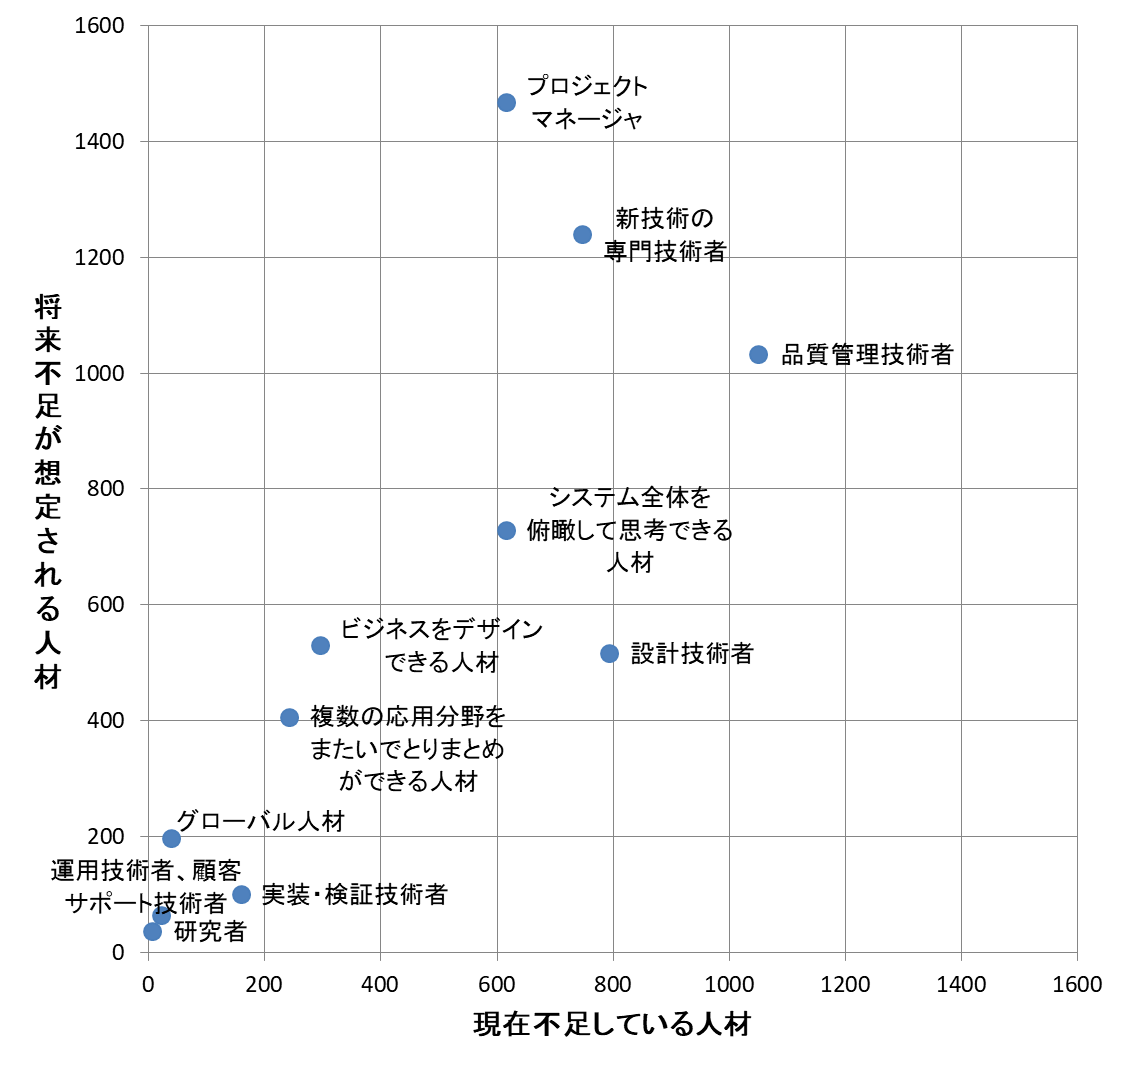 1600
1400
1200
1000
800
600
400
200
0
将来不足が想定される人材
プロジェクト
マネージャ
新技術の
専門技術者
品質管理技術者
システム全体を
俯瞰して思考できる
人材
ビジネスをデザイン
できる人材
設計技術者
複数の応用分野を
またいでとりまとめ
ができる人材
グローバル人材
運用技術者、顧客
サポート技術者
実装・検証技術者
研究者
0
200
400
600
800
1000
1200
1400
1600
現在不足している人材